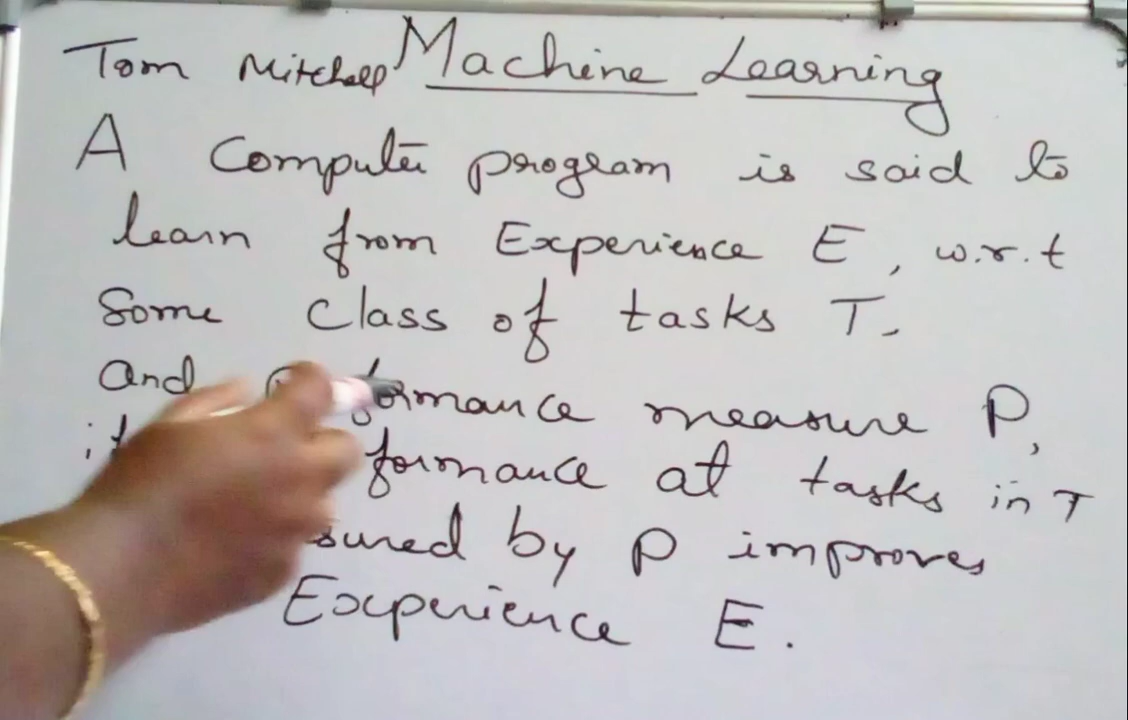 Tom Mitchell Machine Learning
A Computer program is said to
learn from Experience E, w.r.t
Some class of tasks T.
and performance measure P,
formance at tasks in T
sured by P improves
Experience E.